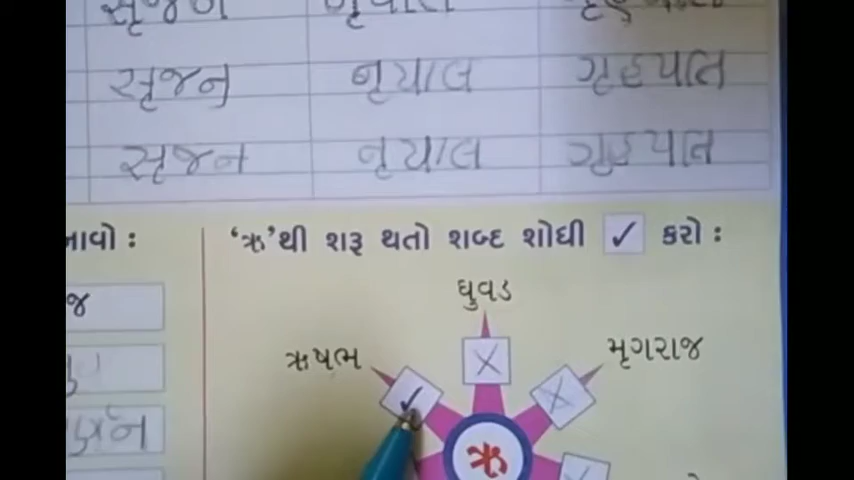 સૃજન નૃપાલ ગૃહપતિ
સૃજન નૃપાલ ગૃહપતિ
નાવો :
'ઋ'થી શરૂ થતો શબ્દ શોધી ✓ કરો :
જ
ઘુવડ
ઋષભ
મૃગરાજ
ઋ